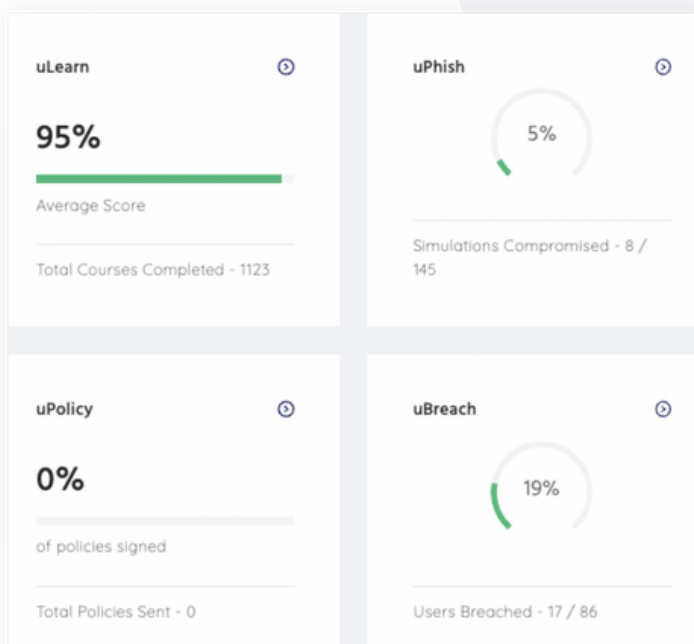 uLearn
95%
Average Score
Total Courses Completed - 1123
uPhish
5%
Simulations Compromised - 8 /
145
uPolicy
0%
of policies signed
Total Policies Sent - 0
uBreach
19%
Users Breached - 17 / 86